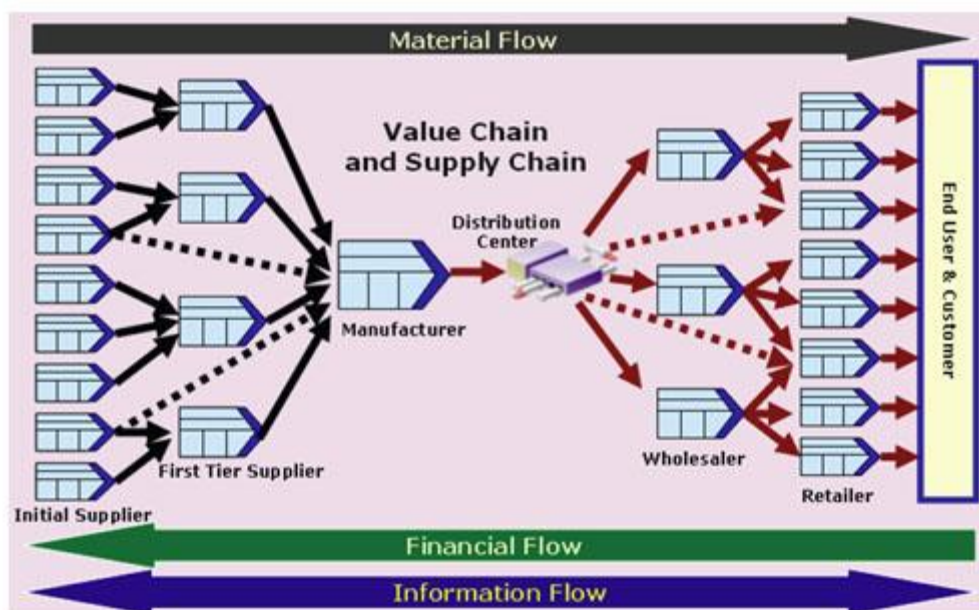 Material Flow
Value Chain
and Supply Chain
Distribution
Center
Manufacturer
First Tier Supplier
Initial Supplier
Wholesaler
Retailer
End User & Customer
Financial Flow
Information Flow